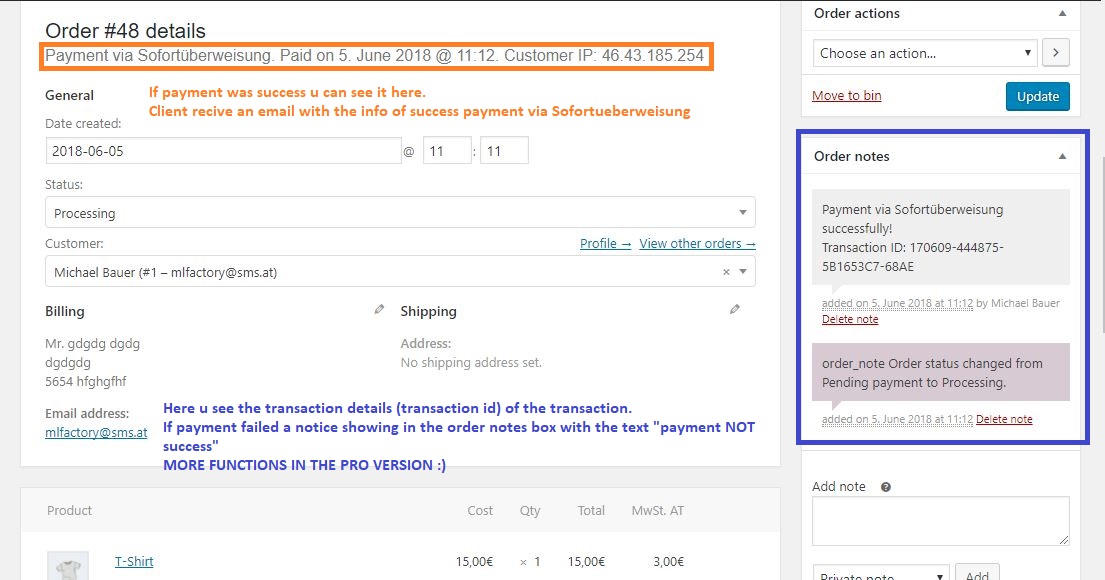 Order #48 details
Payment via Sofortüberweisung. Paid on 5. June 2018 @ 11:12. Customer IP: 46.43.185.254
If payment was success u can see it here.
Client recive an email with the info of success payment via Sofortueberweisung
General
Date created:
2018-06-05 @ 11 : 11
Status:
Processing
Customer: Profile → View other orders →
Michael Bauer (#1 – mlfactory@sms.at) ×
Billing
Mr. gdgdg dgdg
dgdgdg
5654 hfghgfhf
Email address:
mlfactory@sms.at
Shipping
Address:
No shipping address set.
Here u see the transaction details (transaction id) of the transaction.
If payment failed a notice showing in the order notes box with the text "payment NOT
success"
MORE FUNCTIONS IN THE PRO VERSION :)
Product Cost Qty Total MwSt. AT
T-Shirt 15,00€ × 1 15,00€ 3,00€
Order actions
Choose an action...
Move to bin Update
Order notes
Payment via Sofortüberweisung
successfully!
Transaction ID: 170609-444875-
5B1653C7-68AE
added on 5. June 2018 at 11:12 by Michael Bauer
Delete note
order_note Order status changed from
Pending payment to Processing.
added on 5. June 2018 at 11:12 Delete note
Add note ?
Private note Add